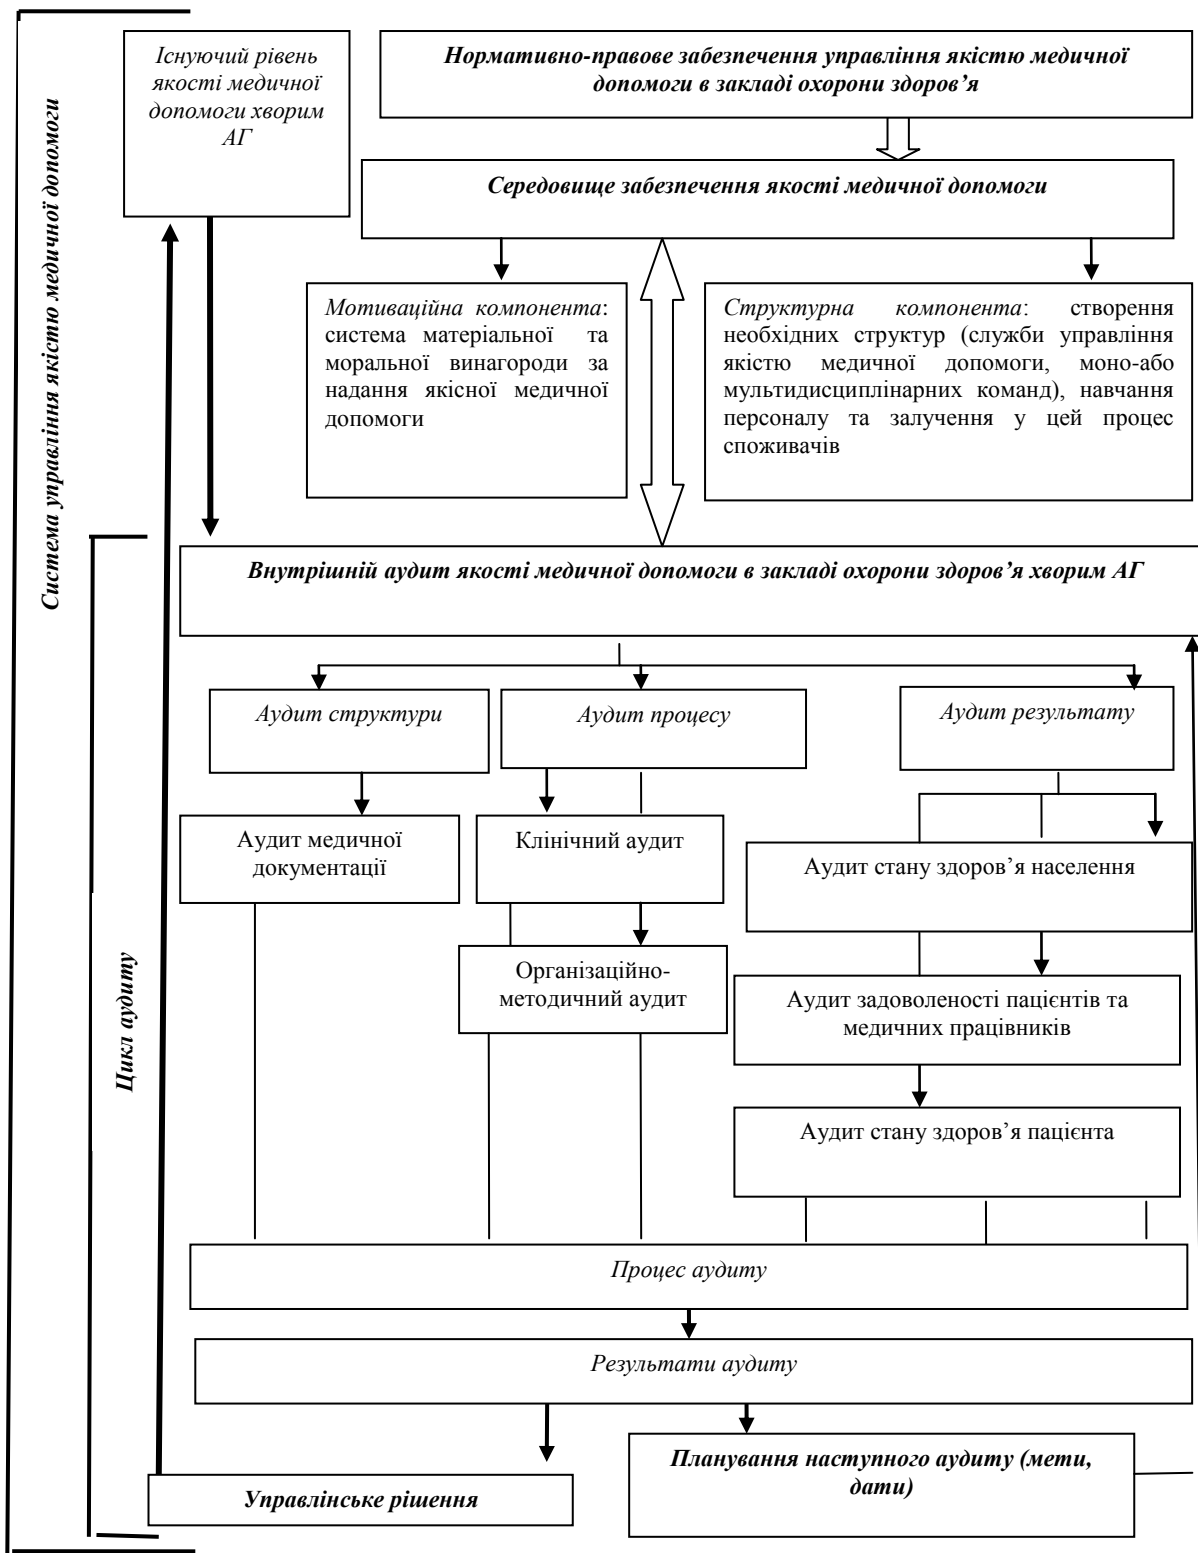 Система управління якістю медичної допомоги
Існуючий рівень
якості медичної
допомоги хворим
АГ
Нормативно-правове забезпечення управління якістю медичної
допомоги в закладі охорони здоров’я
Середовище забезпечення якості медичної допомоги
Мотиваційна компонента:
система матеріальної та
моральної винагороди за
надання якісної медичної
допомоги
Структурна компонента: створення
необхідних структур (служби управління
якістю медичної допомоги, моно-або
мультидисциплінарних команд), навчання
персоналу та залучення у цей процес
споживачів
Цикл аудиту
Внутрішній аудит якості медичної допомоги в закладі охорони здоров’я хворим АГ
Аудит структури
Аудит процесу
Аудит результату
Аудит медичної
документації
Клінічний аудит
Аудит стану здоров’я населення
Організаційно-
методичний аудит
Аудит задоволеності пацієнтів та
медичних працівників
Аудит стану здоров’я пацієнта
Процес аудиту
Результати аудиту
Управлінське рішення
Планування наступного аудиту (мети,
дати)